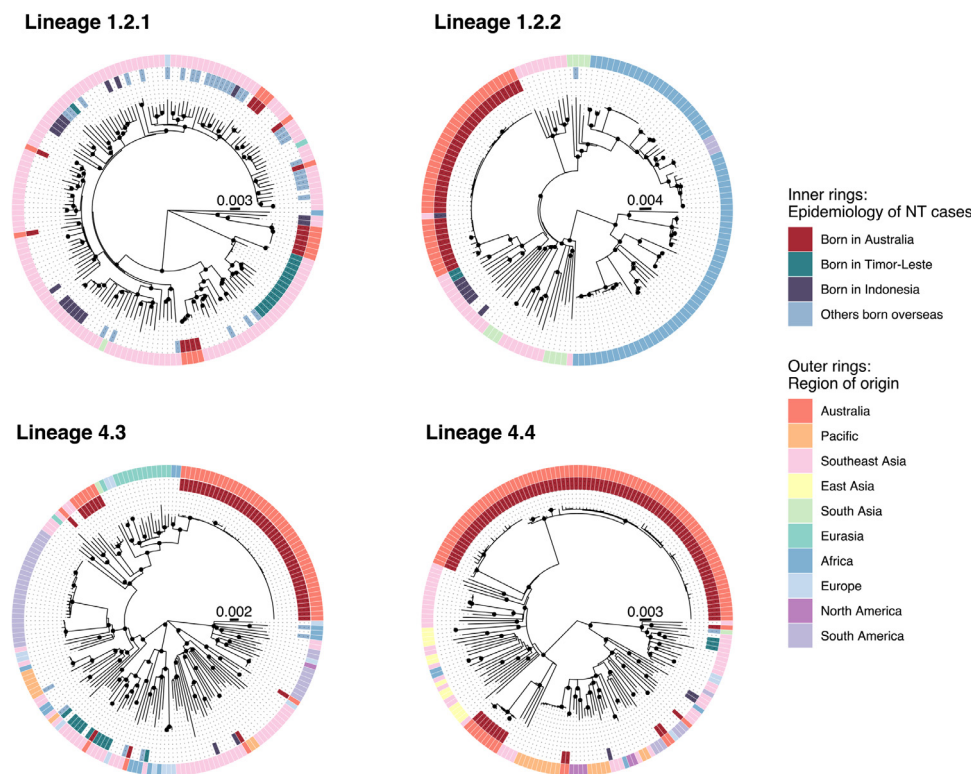 Lineage 1.2.1
Lineage 1.2.2
0.003
0.004
Inner rings:
Epidemiology of NT cases
Born in Australia
Born in Timor-Leste
Born in Indonesia
Others born overseas
Outer rings:
Region of origin
Australia
Pacific
Southeast Asia
East Asia
South Asia
Eurasia
Africa
Europe
North America
South America
Lineage 4.3
Lineage 4.4
0.002
0.003